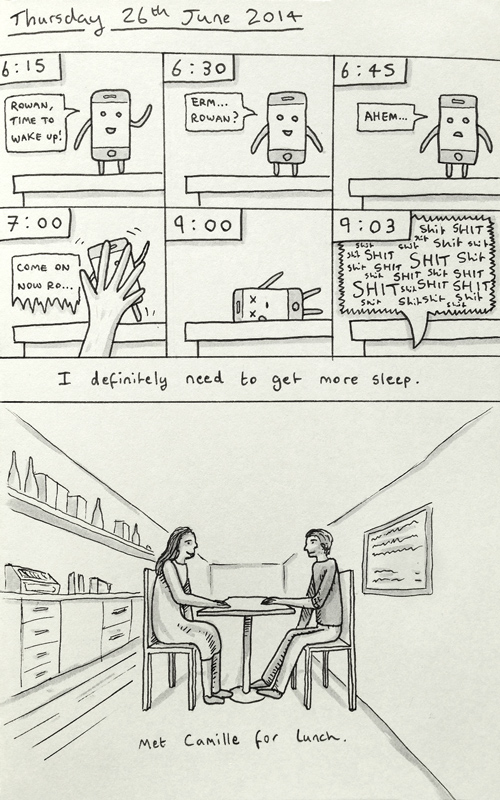 Thursday 26th June 2014
6:15
ROWAN,
TIME TO
WAKE UP!
6:30
ERM...
ROWAN?
6:45
AHEM...
7:00
COME ON
NOW RO...
9:00
9:03
Shit SHIT
shit shit shit Shit shit
shit SHIT SHIT Shit
shit SHIT shit SHIT
shit SHIT shit SHIT
SHIT shit SHIT shit SHIT
shit Shit shit shit
I definitely need to get more sleep.
Met Camille for Lunch.